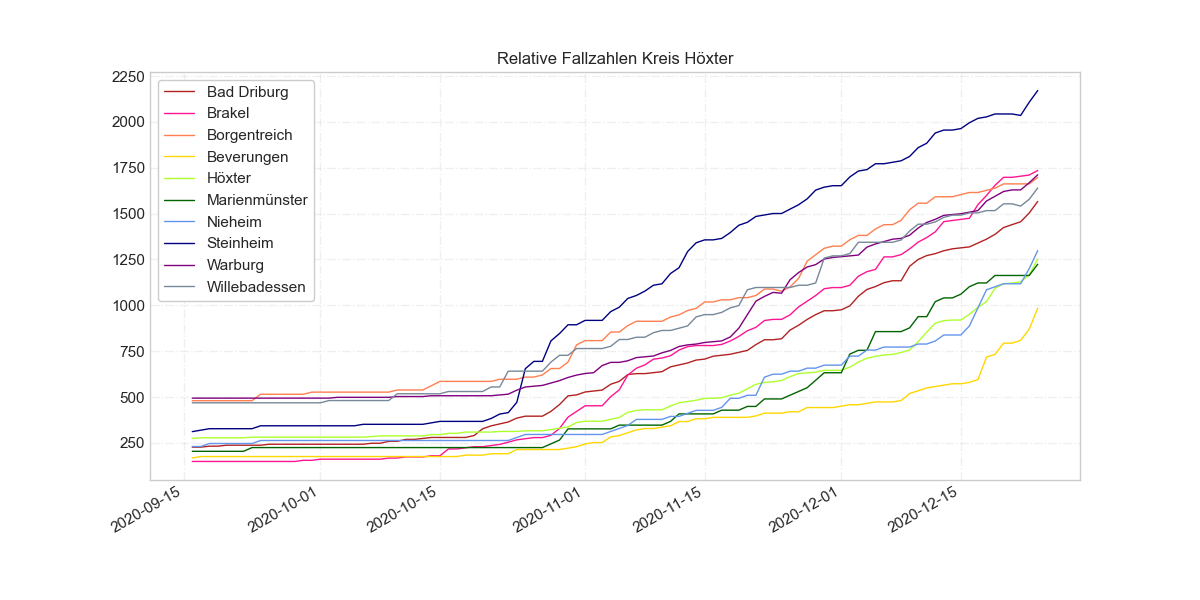 Relative Fallzahlen Kreis Höxter
2250
2000
1750
1500
1250
1000
750
500
250
Bad Driburg
Brakel
Borgentreich
Beverungen
Höxter
Marienmünster
Nieheim
Steinheim
Warburg
Willebadessen
2020-09-15
2020-10-01
2020-10-15
2020-11-01
2020-11-15
2020-12-01
2020-12-15